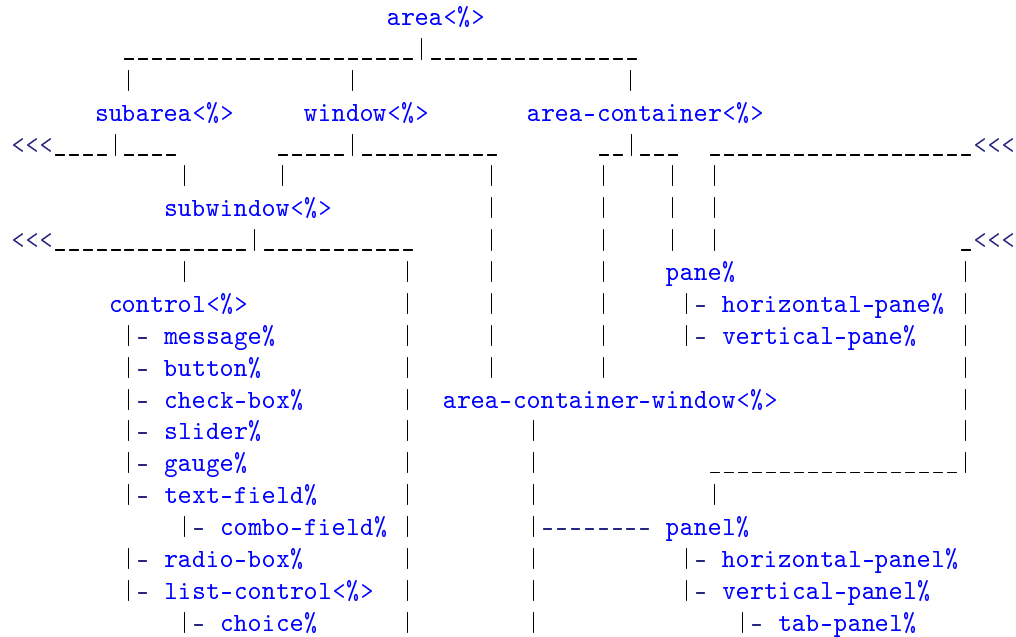 area<%>
subarea<%> window<%> area-container<%>
<<< <<<
subwindow<%>
<<< <<<
pane%
control<%> |- horizontal-pane%
|- message% |- vertical-pane%
|- button%
|- check-box% area-container-window<%>
|- slider%
|- gauge%
|- text-field%
|- combo-field% |-------- panel%
|- radio-box% |- horizontal-panel%
|- list-control<%> |- vertical-panel%
|- choice% |- tab-panel%